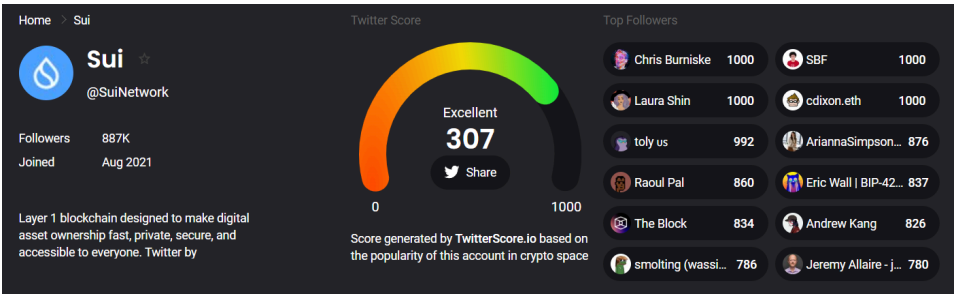 Home > Sui
Sui
@SuiNetwork
Followers 887K
Joined Aug 2021
Layer 1 blockchain designed to make digital
asset ownership fast, private, secure, and
accessible to everyone. Twitter by
Twitter Score
Excellent
307
Share
0 1000
Score generated by TwitterScore.io based on
the popularity of this account in crypto space
Top Followers
Chris Burniske 1000
SBF 1000
Laura Shin 1000
cdixon.eth 1000
toly us 992
AriannaSimpson... 876
Raoul Pal 860
Eric Wall | BIP-42... 837
The Block 834
Andrew Kang 826
smolting (wassi... 786
Jeremy Allaire - j... 780